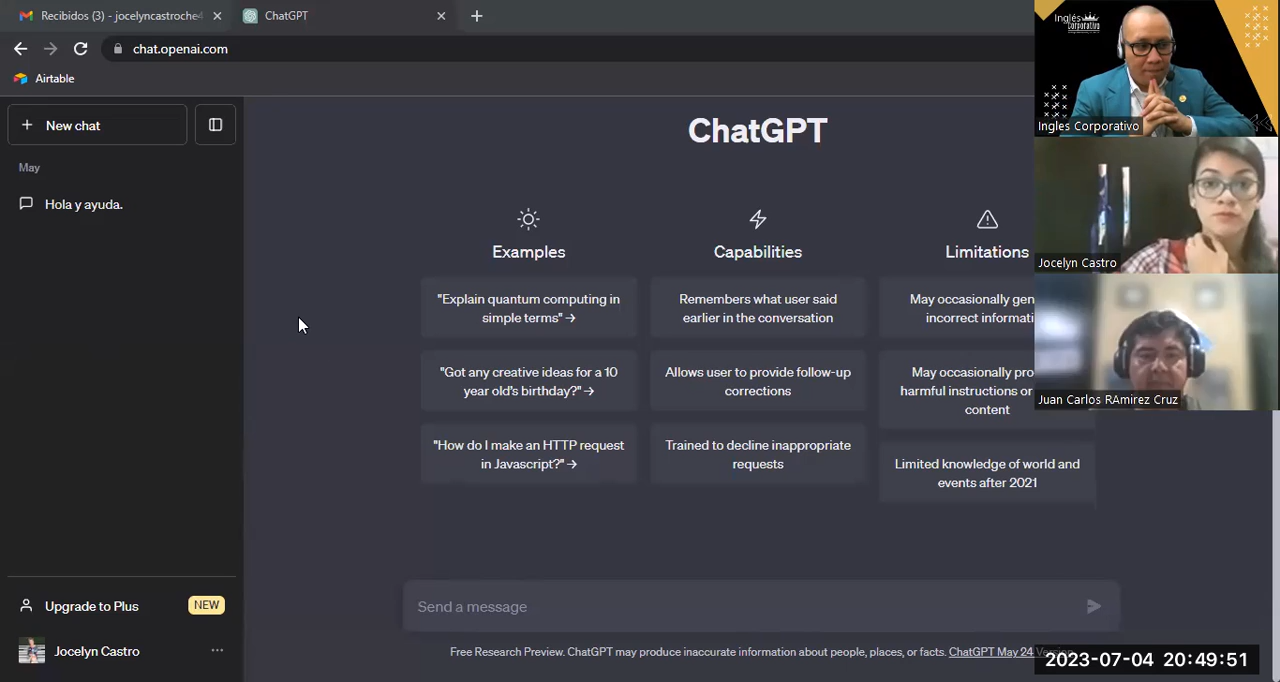 Recibidos (3) - jocelyncastroche4
ChatGPT
chat.openai.com
Airtable
New chat
May
Hola y ayuda.
Upgrade to Plus
NEW
Jocelyn Castro
ChatGPT
Examples
"Explain quantum computing in
simple terms" →
"Got any creative ideas for a 10
year old's birthday?" →
"How do I make an HTTP request
in Javascript?" →
Capabilities
Remembers what user said
earlier in the conversation
Allows user to provide follow-up
corrections
Trained to decline inappropriate
requests
Limitations
May occasionally gen
incorrect informati
May occasionally pro
harmful instructions or
content
Limited knowledge of world and
events after 2021
Send a message
Free Research Preview. ChatGPT may produce inaccurate information about people, places, or facts. ChatGPT May 24 Version
Inglés
Corporativo
Ingles Corporativo
Jocelyn Castro
Juan Carlos RAmirez Cruz
2023-07-04 20:49:51